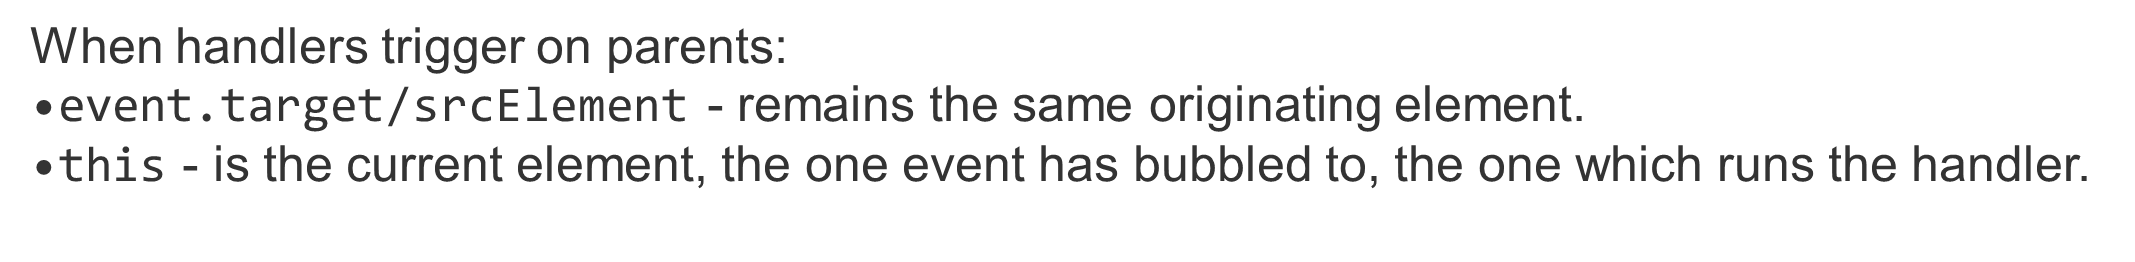 When handlers trigger on parents:
•event.target/srcElement - remains the same originating element.
•this - is the current element, the one event has bubbled to, the one which runs the handler.